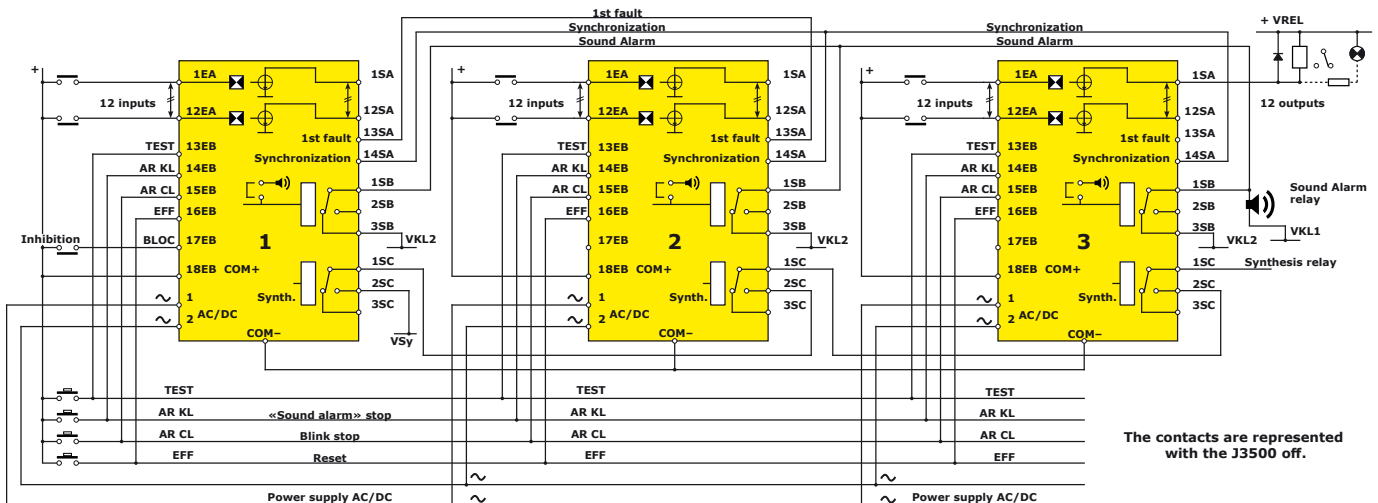 1st fault
Synchronization
Sound Alarm
Synchronization
Sound Alarm
+ VREL
+
12 inputs
1EA
12EA
1SA
12SA
13SA
1st fault
Synchronization
14SA
TEST
13EB
AR KL
14EB
AR CL
15EB
EFF
16EB
Inhibition
BLOC
17EB
18EB COM+
1
1
2
AC/DC
1SB
2SB
3SB
VKL2
1SC
2SC
3SC
Synth.
COM–
VSy
+
12 inputs
1EA
12EA
1SA
12SA
13SA
1st fault
Synchronization
14SA
TEST
13EB
AR KL
14EB
AR CL
15EB
EFF
16EB
17EB
2
18EB COM+
1
2
AC/DC
1SB
2SB
3SB
VKL2
1SC
2SC
3SC
Synth.
COM–
+
12 inputs
1EA
12EA
1SA
12SA
12 outputs
13SA
1st fault
Synchronization
14SA
TEST
13EB
AR KL
14EB
AR CL
15EB
EFF
16EB
17EB
3
18EB COM+
1
2
AC/DC
1SB
2SB
3SB
VKL2
Sound Alarm
relay
VKL1
1SC
Synthesis relay
2SC
3SC
Synth.
COM–
TEST
TEST
TEST
AR KL
«Sound alarm» stop
AR KL
AR KL
AR CL
Blink stop
AR CL
AR CL
EFF
Reset
EFF
EFF
Power supply AC/DC
Power supply AC/DC
The contacts are represented
with the J3500 off.